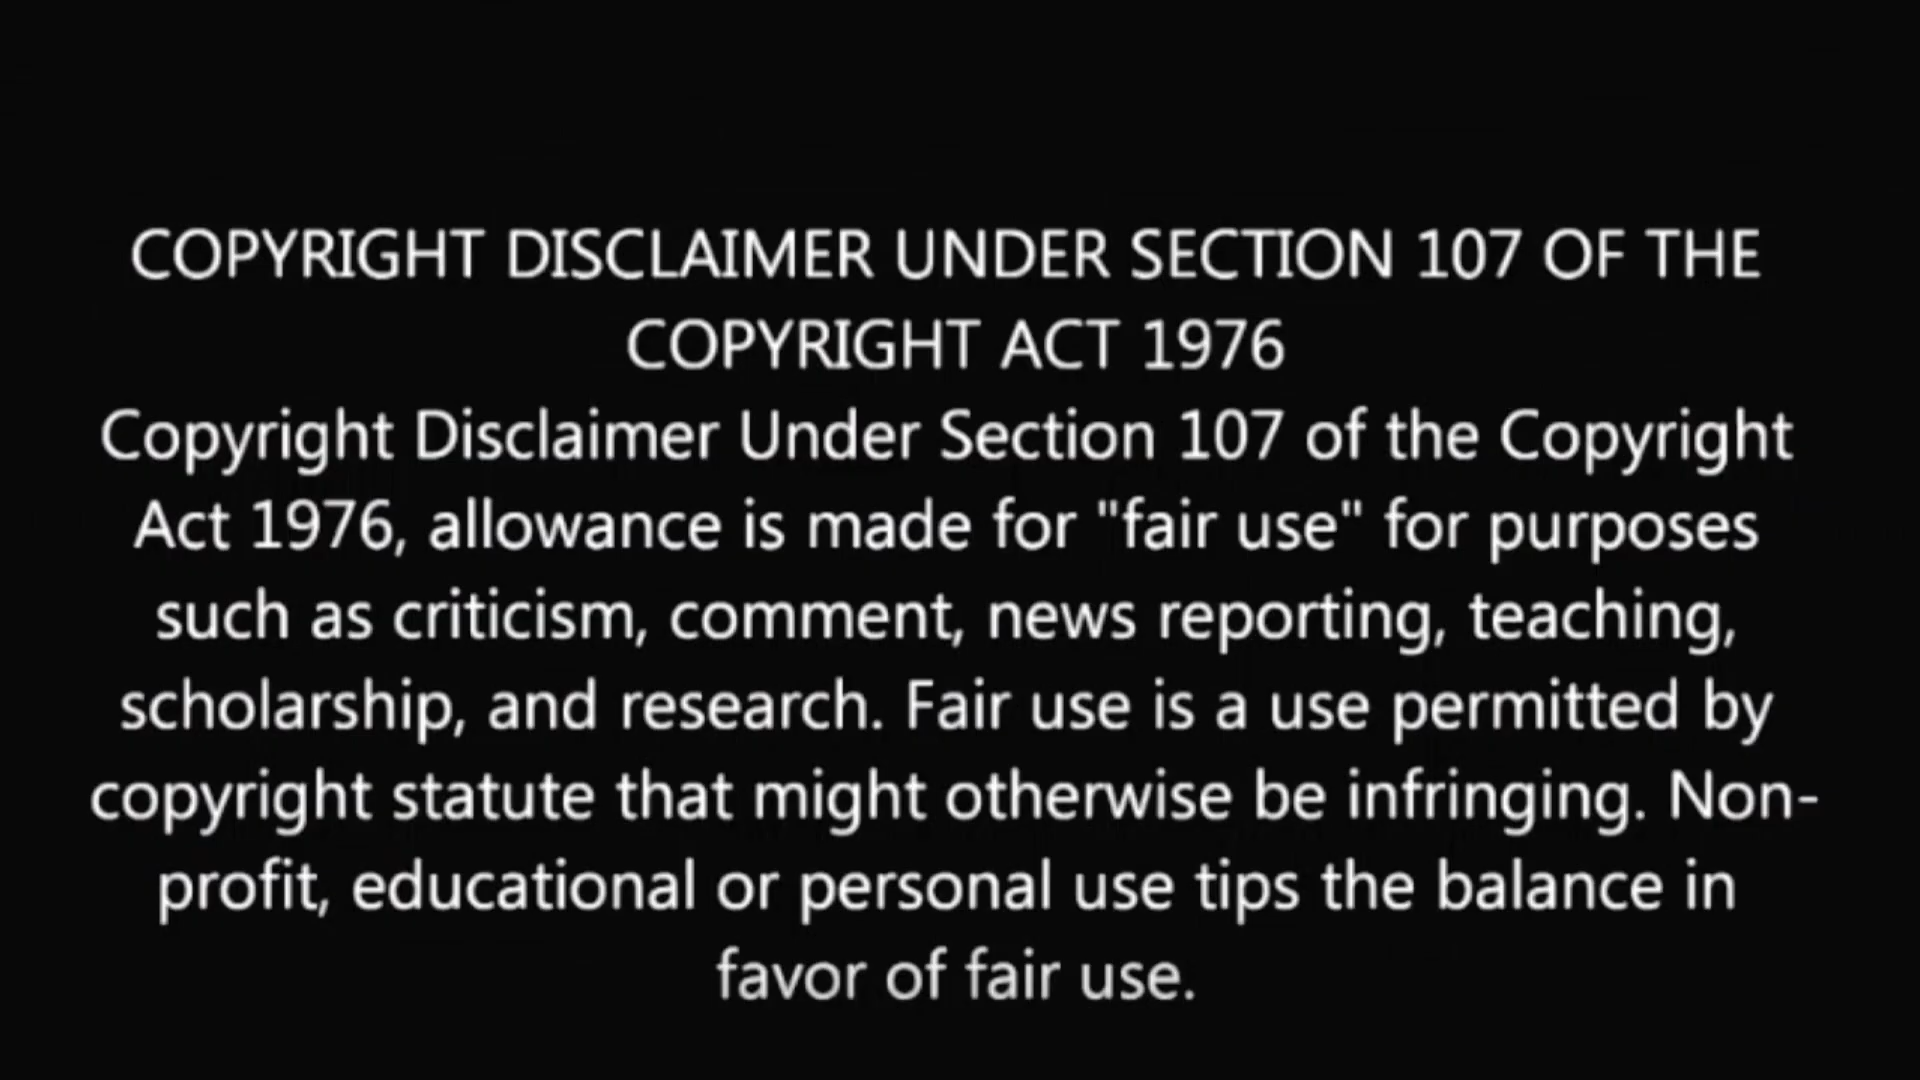 COPYRIGHT DISCLAIMER UNDER SECTION 107 OF THE
COPYRIGHT ACT 1976
Copyright Disclaimer Under Section 107 of the Copyright
Act 1976, allowance is made for "fair use" for purposes
such as criticism, comment, news reporting, teaching,
scholarship, and research. Fair use is a use permitted by
copyright statute that might otherwise be infringing. Non-
profit, educational or personal use tips the balance in
favor of fair use.